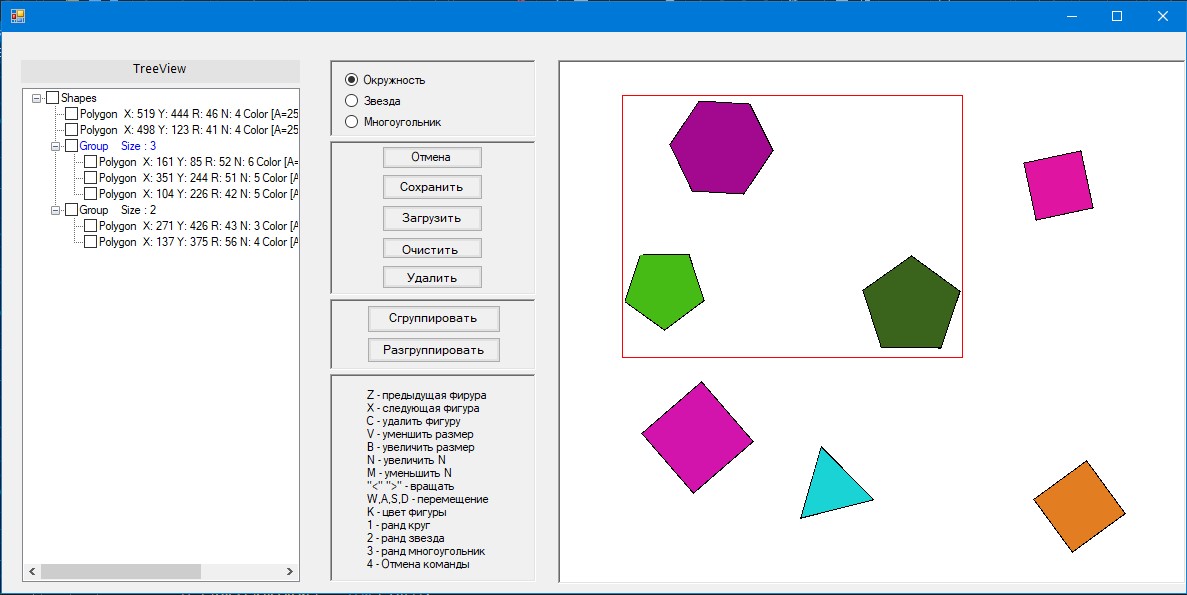 TreeView
Shapes
Polygon X: 519 Y: 444 R: 46 N: 4 Color [A=25
Polygon X: 498 Y: 123 R: 41 N: 4 Color [A=25
Group Size : 3
Polygon X: 161 Y: 85 R: 52 N: 6 Color [A=
Polygon X: 351 Y: 244 R: 51 N: 5 Color [A
Polygon X: 104 Y: 226 R: 42 N: 5 Color [A
Group Size : 2
Polygon X: 271 Y: 426 R: 43 N: 3 Color [A
Polygon X: 137 Y: 375 R: 56 N: 4 Color [A
Окружность
Звезда
Многоугольник
Отмена
Сохранить
Загрузить
Очистить
Удалить
Сгруппировать
Разгруппировать
Z - предыдущая фирура
X - следующая фигура
C - удалить фигуру
V - уменшить размер
B - увеличить размер
N - увеличить N
M - уменьшить N
"<" ">" - вращать
W,A,S,D - перемещение
K - цвет фигуры
1 - ранд круг
2 - ранд звезда
3 - ранд многоугольник
4 - Отмена команды